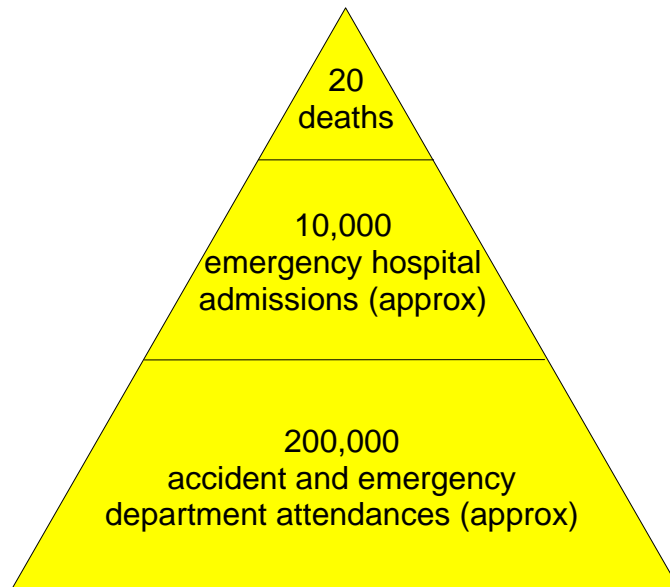 20
deaths
10,000
emergency hospital
admissions (approx)
200,000
accident and emergency
department attendances (approx)